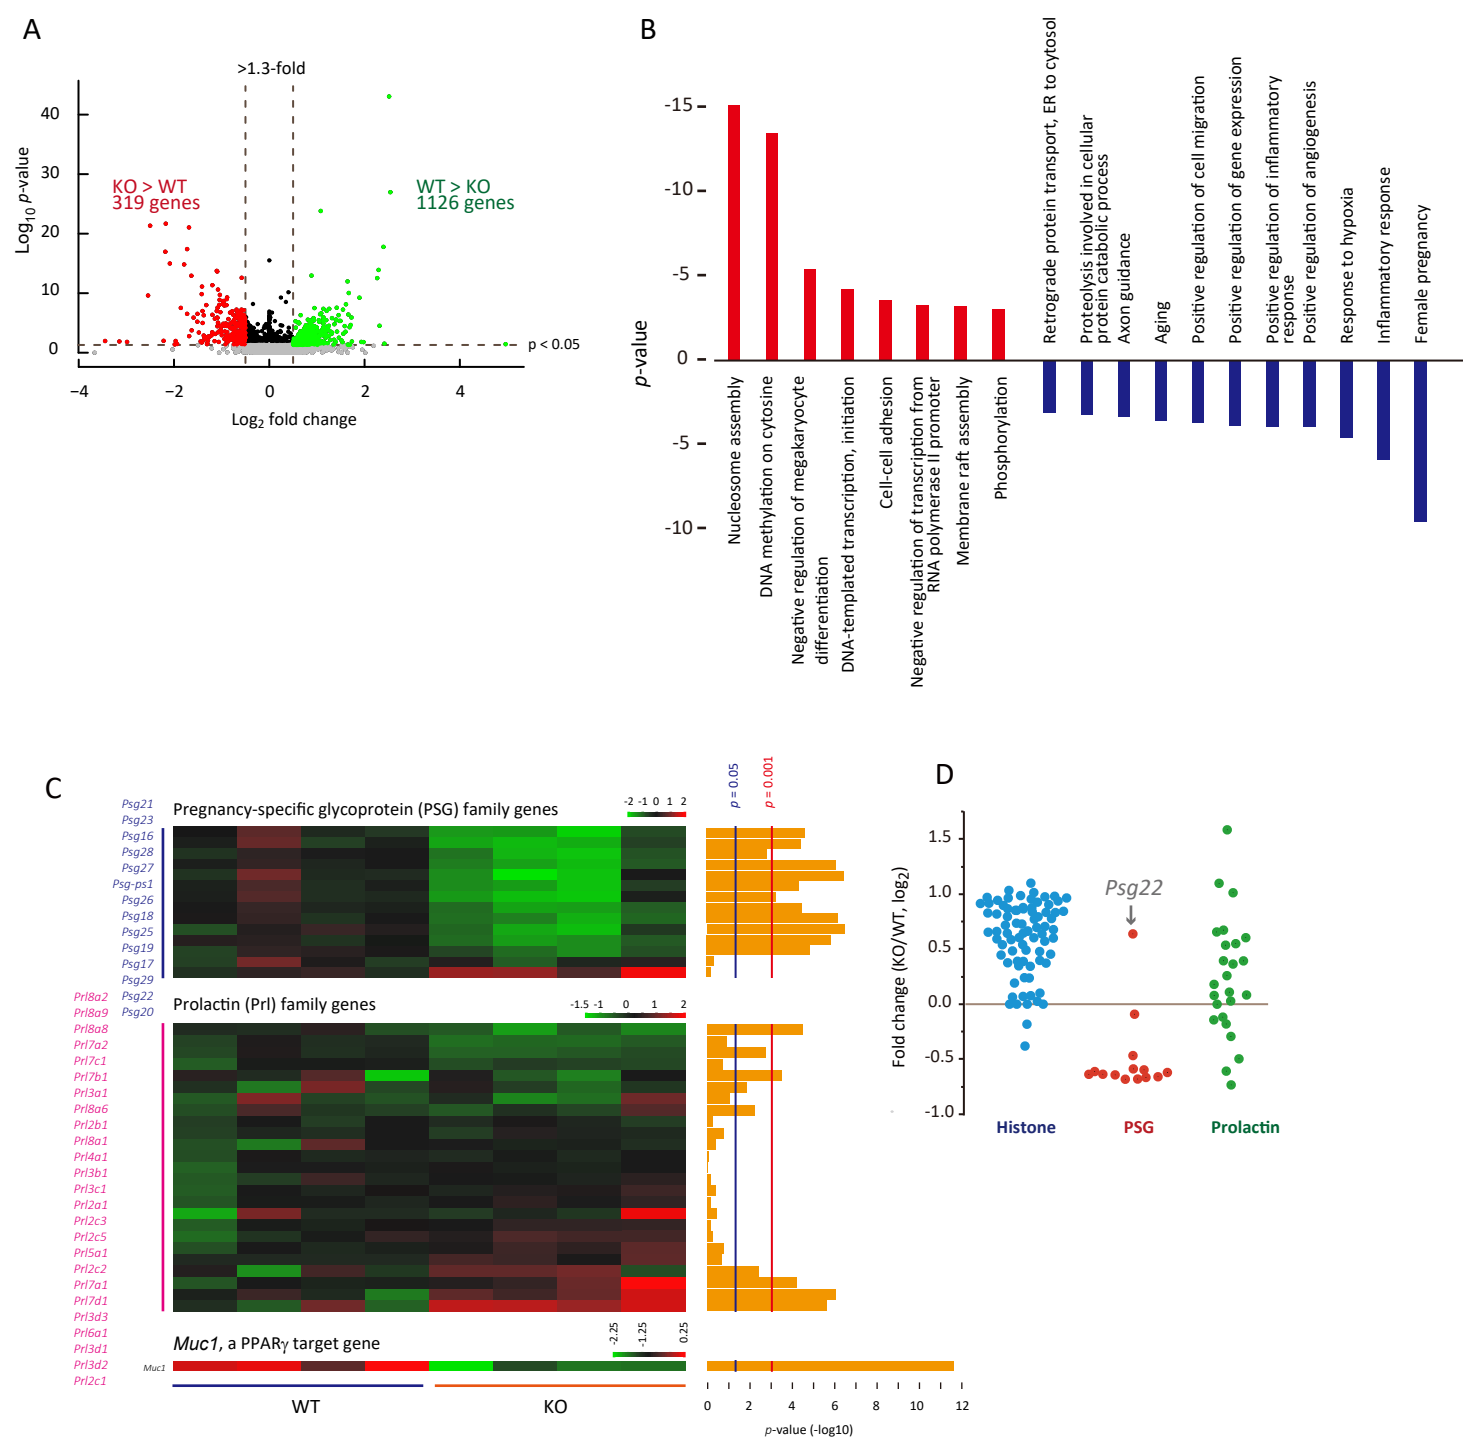 A
>1.3-fold
Log10 p-value
40
30
20
10
0
KO > WT
319 genes
WT > KO
1126 genes
p < 0.05
−4
−2
0
2
4
Log2 fold change
B
p-value
-15
-10
-5
0
-5
-10
Nucleosome assembly
DNA methylation on cytosine
Negative regulation of megakaryocyte
differentiation
DNA-templated transcription, initiation
Cell-cell adhesion
Negative regulation of transcription from
RNA polymerase II promoter
Membrane raft assembly
Phosphorylation
Retrograde protein transport, ER to cytosol
Proteolysis involved in cellular
protein catabolic process
Axon guidance
Aging
Positive regulation of cell migration
Positive regulation of gene expression
Positive regulation of inflammatory
response
Positive regulation of angiogenesis
Response to hypoxia
Inflammatory response
Female pregnancy
C
Pregnancy-specific glycoprotein (PSG) family genes
-2 -1 0 1 2
p = 0.05
p = 0.001
Psg21
Psg23
Psg16
Psg28
Psg27
Psg-ps1
Psg26
Psg18
Psg25
Psg19
Psg17
Psg29
Psg22
Psg20
Prolactin (Prl) family genes
-1.5 -1 0 1 2
Prl8a2
Prl8a9
Prl8a8
Prl7a2
Prl7c1
Prl7b1
Prl3a1
Prl8a6
Prl2b1
Prl8a1
Prl4a1
Prl3b1
Prl3c1
Prl2a1
Prl2c3
Prl2c5
Prl5a1
Prl2c2
Prl7a1
Prl7d1
Prl3d3
Prl6a1
Prl3d1
Prl3d2
Prl2c1
Muc1, a PPARγ target gene
-2.25
-1.25
0.25
Muc1
WT
KO
0 2 4 6 8 10 12
p-value (-log10)
D
Fold change (KO/WT, log2)
1.5
1.0
0.5
0.0
-0.5
-1.0
Psg22
Histone
PSG
Prolactin